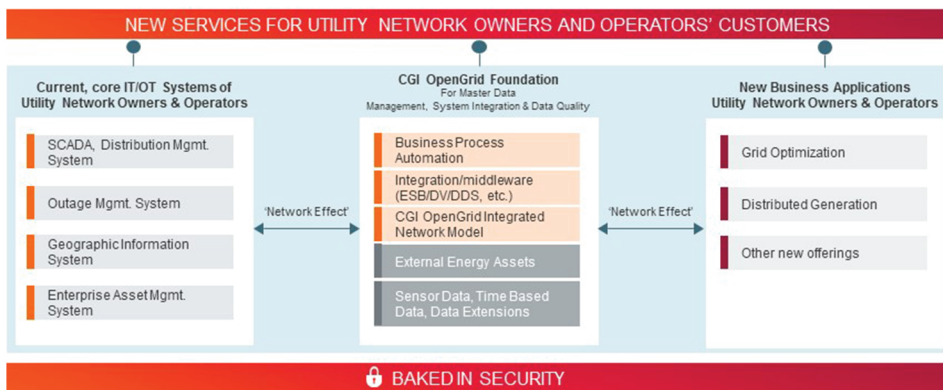 NEW SERVICES FOR UTILITY NETWORK OWNERS AND OPERATORS' CUSTOMERS
Current, core IT/OT Systems of
Utility Network Owners & Operators
SCADA, Distribution Mgmt.
System
Outage Mgmt. System
Geographic Information
System
Enterprise Asset Mgmt.
System
'Network Effect'
CGI OpenGrid Foundation
For Master Data
Management, System Integration & Data Quality
Business Process
Automation
Integration/middleware
(ESB/DV/DDS, etc.)
CGI OpenGrid Integrated
Network Model
External Energy Assets
Sensor Data, Time Based
Data, Data Extensions
'Network Effect'
New Business Applications
Utility Network Owners & Operators
Grid Optimization
Distributed Generation
Other new offerings
BAKED IN SECURITY